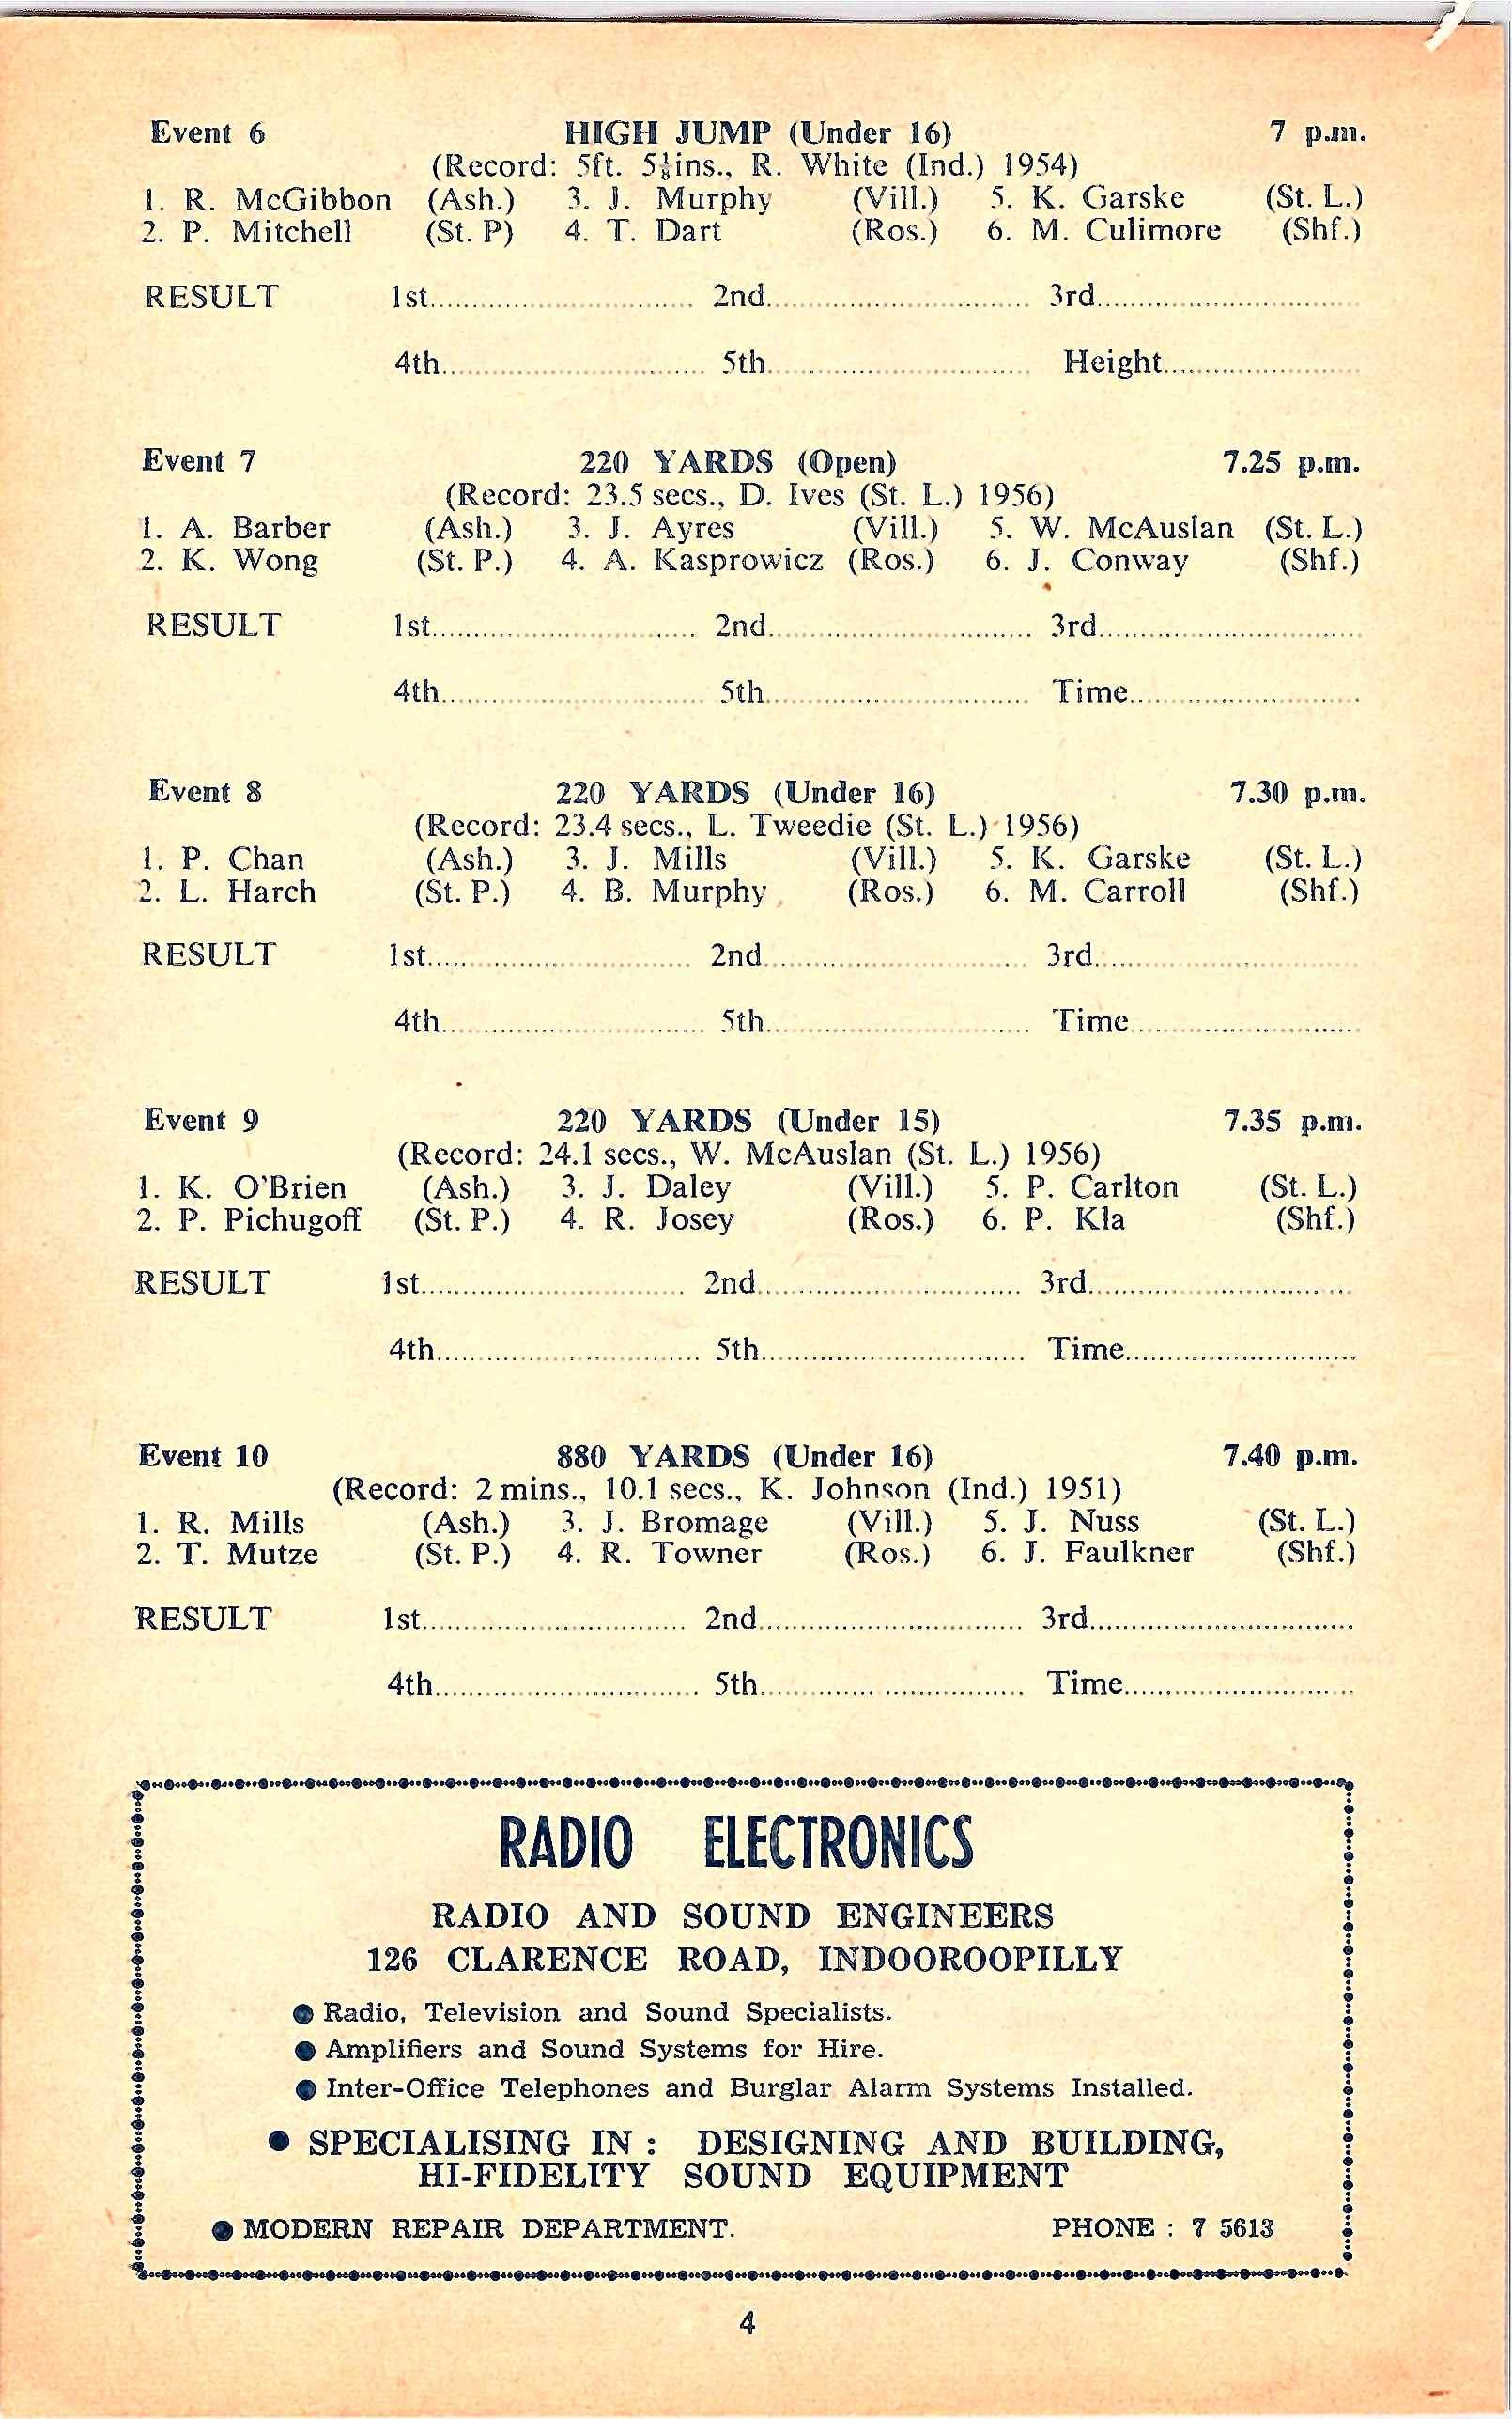 Event 6 HIGH JUMP (Under 16) 7 p.m.
(Record: 5ft. 5½ins., R. White (Ind.) 1954)
1. R. McGibbon (Ash.) 3. J. Murphy (Vill.) 5. K. Garske (St. L.)
2. P. Mitchell (St. P) 4. T. Dart (Ros.) 6. M. Culimore (Shf.)
RESULT 1st.............................. 2nd.............................. 3rd..............................
4th.............................. 5th.............................. Height.......................
Event 7 220 YARDS (Open) 7.25 p.m.
(Record: 23.5 secs., D. Ives (St. L.) 1956)
1. A. Barber (Ash.) 3. J. Ayres (Vill.) 5. W. McAuslan (St. L.)
2. K. Wong (St. P.) 4. A. Kasprowicz (Ros.) 6. J. Conway (Shf.)
RESULT 1st.............................. 2nd.............................. 3rd..............................
4th.............................. 5th.............................. Time..........................
Event 8 220 YARDS (Under 16) 7.30 p.m.
(Record: 23.4 secs., L. Tweedie (St. L.) 1956)
1. P. Chan (Ash.) 3. J. Mills (Vill.) 5. K. Garske (St. L.)
2. L. Harch (St. P.) 4. B. Murphy (Ros.) 6. M. Carroll (Shf.)
RESULT 1st.............................. 2nd.............................. 3rd..............................
4th.............................. 5th.............................. Time..........................
Event 9 220 YARDS (Under 15) 7.35 p.m.
(Record: 24.1 secs., W. McAuslan (St. L.) 1956)
1. K. O'Brien (Ash.) 3. J. Daley (Vill.) 5. P. Carlton (St. L.)
2. P. Pichugoff (St. P.) 4. R. Josey (Ros.) 6. P. Kla (Shf.)
RESULT 1st.............................. 2nd.............................. 3rd..............................
4th.............................. 5th.............................. Time..........................
Event 10 880 YARDS (Under 16) 7.40 p.m.
(Record: 2 mins., 10.1 secs., K. Johnson (Ind.) 1951)
1. R. Mills (Ash.) 3. J. Bromage (Vill.) 5. J. Nuss (St. L.)
2. T. Mutze (St. P.) 4. R. Towner (Ros.) 6. J. Faulkner (Shf.)
RESULT 1st.............................. 2nd.............................. 3rd..............................
4th.............................. 5th.............................. Time..........................
RADIO ELECTRONICS
RADIO AND SOUND ENGINEERS
126 CLARENCE ROAD, INDOOROOPILLY
● Radio, Television and Sound Specialists.
● Amplifiers and Sound Systems for Hire.
● Inter-Office Telephones and Burglar Alarm Systems Installed.
● SPECIALISING IN : DESIGNING AND BUILDING,
HI-FIDELITY SOUND EQUIPMENT
● MODERN REPAIR DEPARTMENT. PHONE : 7 5613
4